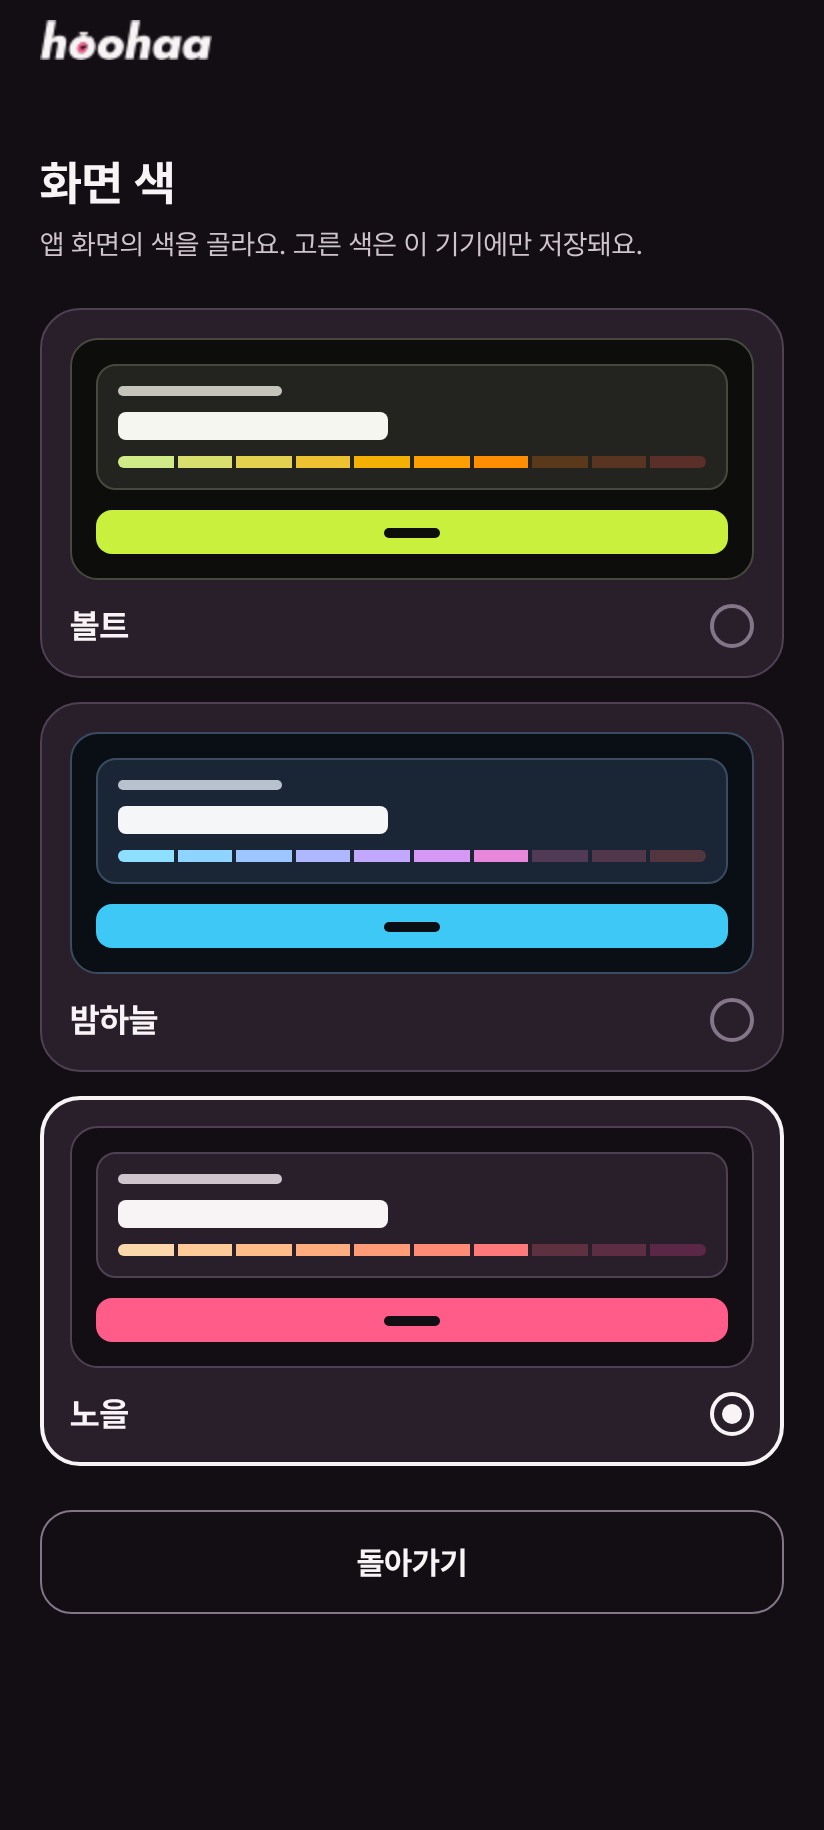 hoohaa
화면 색
앱 화면의 색을 골라요. 고른 색은 이 기기에만 저장돼요.
볼트
밤하늘
노을
돌아가기